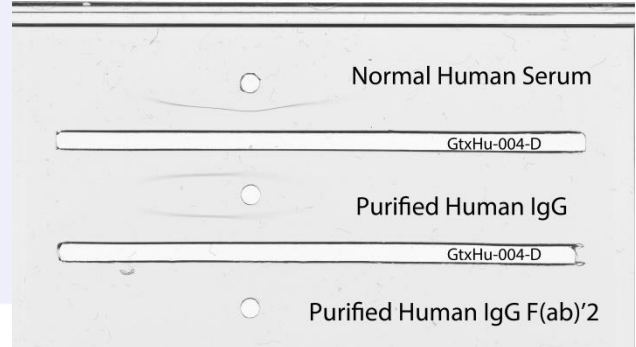 Normal Human Serum
GtxHu-004-D
Purified Human IgG
GtxHu-004-D
Purified Human IgG F(ab)'2